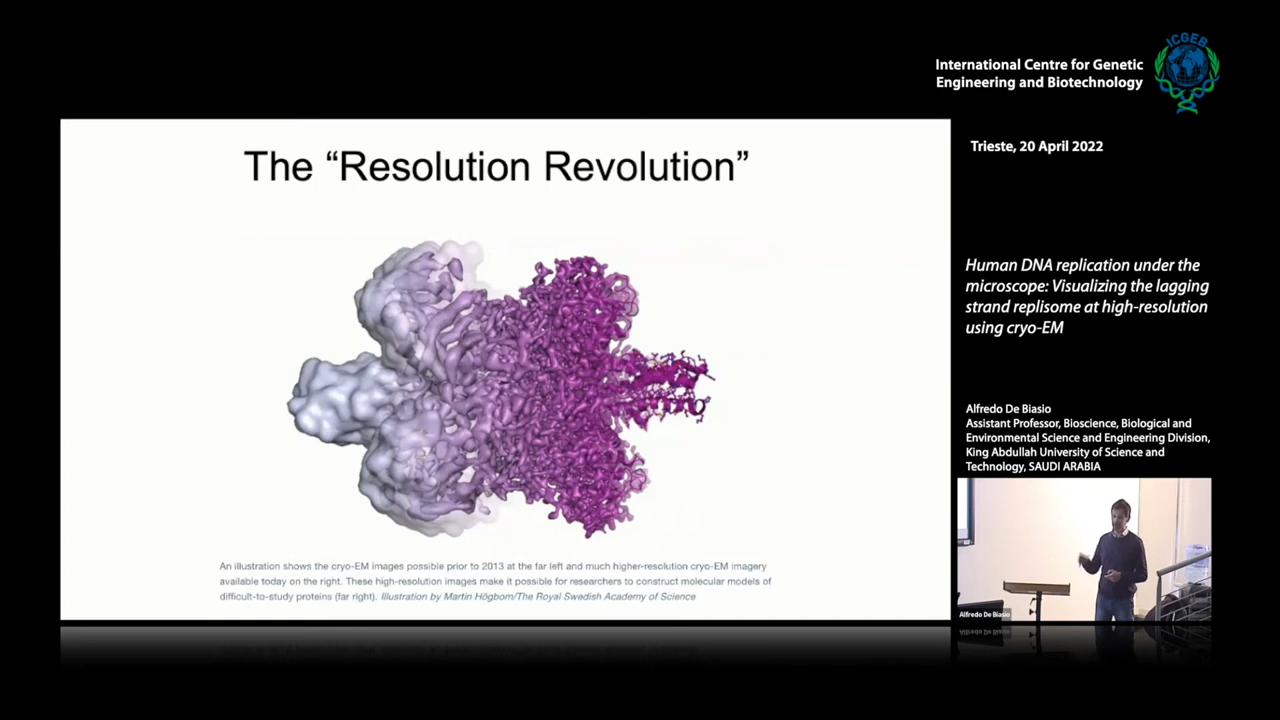 International Centre for Genetic
Engineering and Biotechnology
ICGEB
Trieste, 20 April 2022
The “Resolution Revolution”
An illustration shows the cryo-EM images possible prior to 2013 at the far left and much higher-resolution cryo-EM imagery
available today on the right. These high-resolution images make it possible for researchers to construct molecular models of
difficult-to-study proteins (far right). Illustration by Martin Högbom/The Royal Swedish Academy of Science
Human DNA replication under the
microscope: Visualizing the lagging
strand replisome at high-resolution
using cryo-EM
Alfredo De Biasio
Assistant Professor, Bioscience, Biological and
Environmental Science and Engineering Division,
King Abdullah University of Science and
Technology, SAUDI ARABIA
Alfredo De Biasio